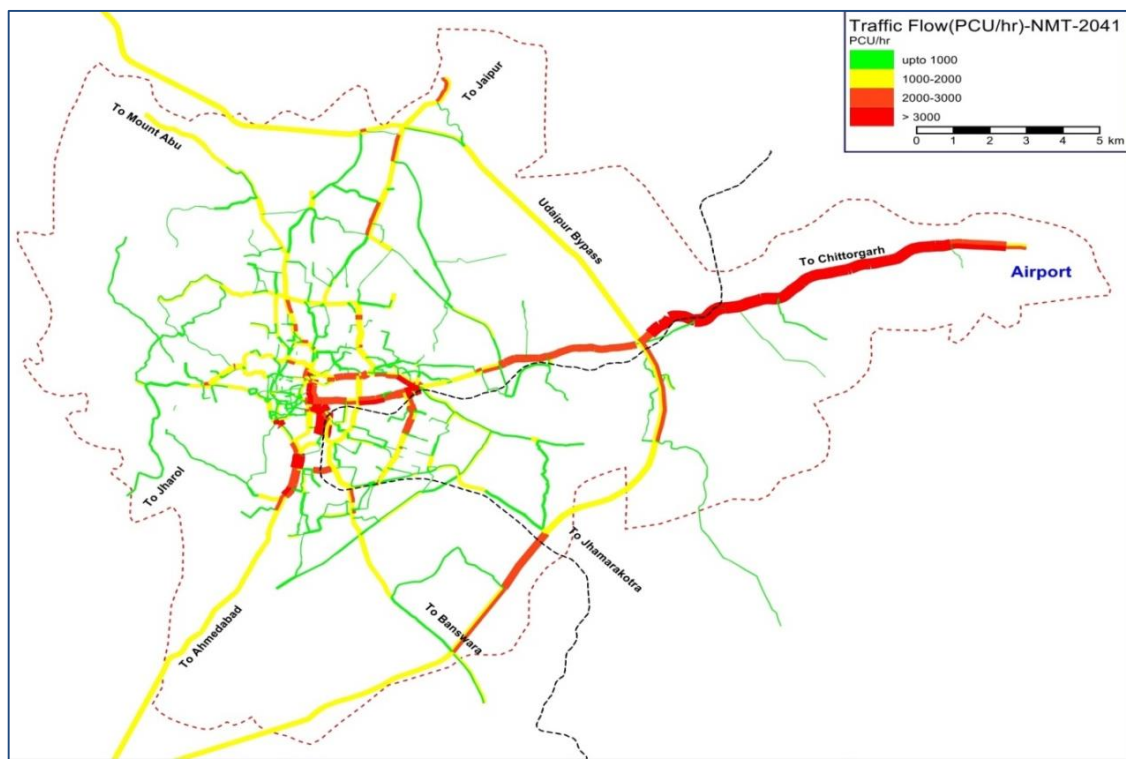 Traffic Flow(PCU/hr)-NMT-2041
PCU/hr
upto 1000
1000-2000
2000-3000
> 3000
0 1 2 3 4 5
km
To Jaipur
To Mount Abu
Udaipur Bypass
To Chittorgarh
Airport
To Jharol
To Jhamarakotra
To Banswara
To Ahmedabad